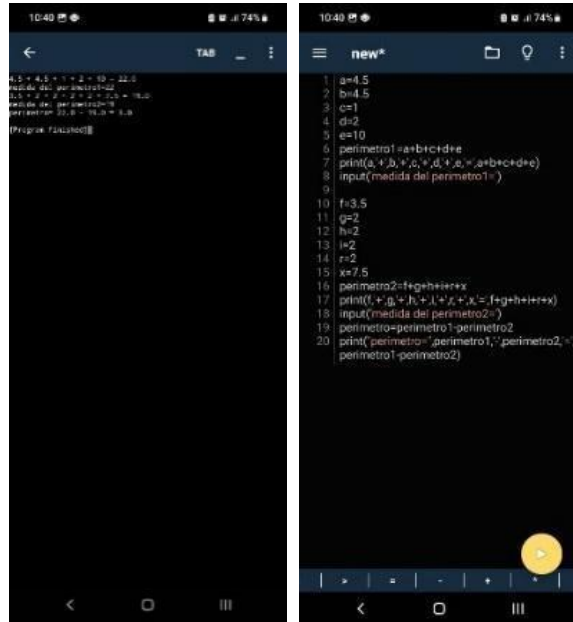 10:40 74%
TAB
4.5 + 4.5 + 1 + 2 + 10 = 22.0
medida del perimetro1=22
3.5 + 2 + 2 + 2 + 2 + 7.5 = 19.0
medida del perimetro2=19
perimetro= 22.0 - 19.0 = 3.0
[Program finished]
10:40 74%
new*
1 a=4.5
2 b=4.5
3 c=1
4 d=2
5 e=10
6 perimetro1=a+b+c+d+e
7 print(a,'+',b,'+',c,'+',d,'+',e,'=',a+b+c+d+e)
8 input('medida del perimetro1=')
9
10 f=3.5
11 g=2
12 h=2
13 i=2
14 r=2
15 x=7.5
16 perimetro2=f+g+h+i+r+x
17 print(f,'+',g,'+',h,'+',i,'+',r,'+',x,'=',f+g+h+i+r+x)
18 input('medida del perimetro2=')
19 perimetro=perimetro1-perimetro2
20 print("perimetro=",perimetro1,'-',perimetro2,'='
perimetro1-perimetro2)